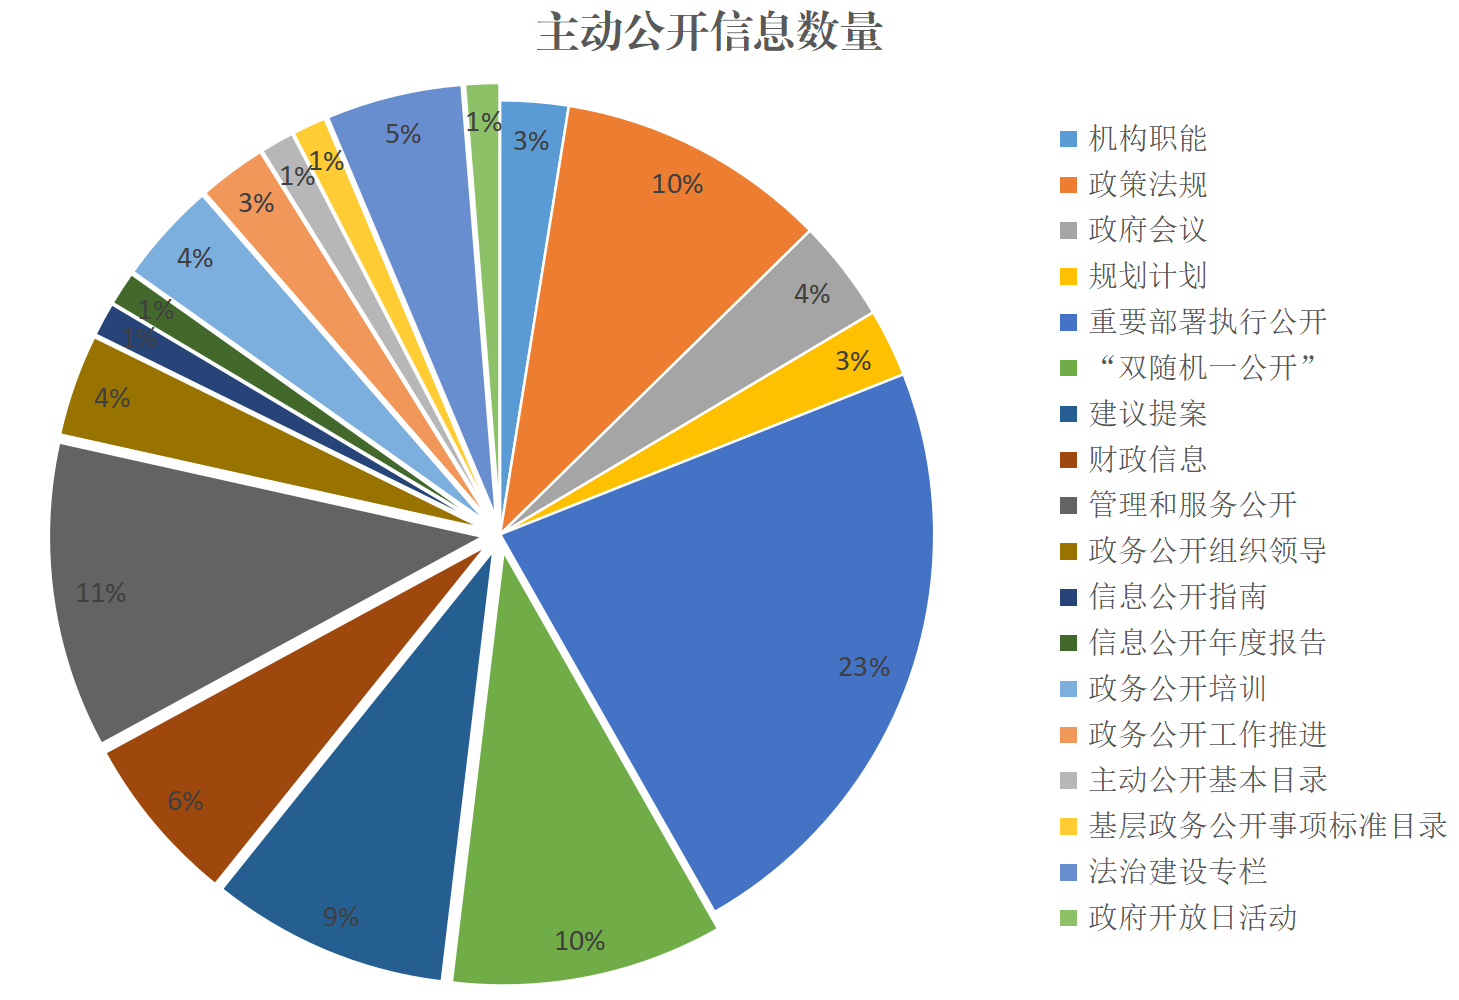 主动公开信息数量
3%
10%
4%
3%
23%
10%
9%
6%
11%
4%
1%
1%
4%
3%
1%
1%
5%
1%
机构职能
政策法规
政府会议
规划计划
重要部署执行公开
“双随机一公开”
建议提案
财政信息
管理和服务公开
政务公开组织领导
信息公开指南
信息公开年度报告
政务公开培训
政务公开工作推进
主动公开基本目录
基层政务公开事项标准目录
法治建设专栏
政府开放日活动